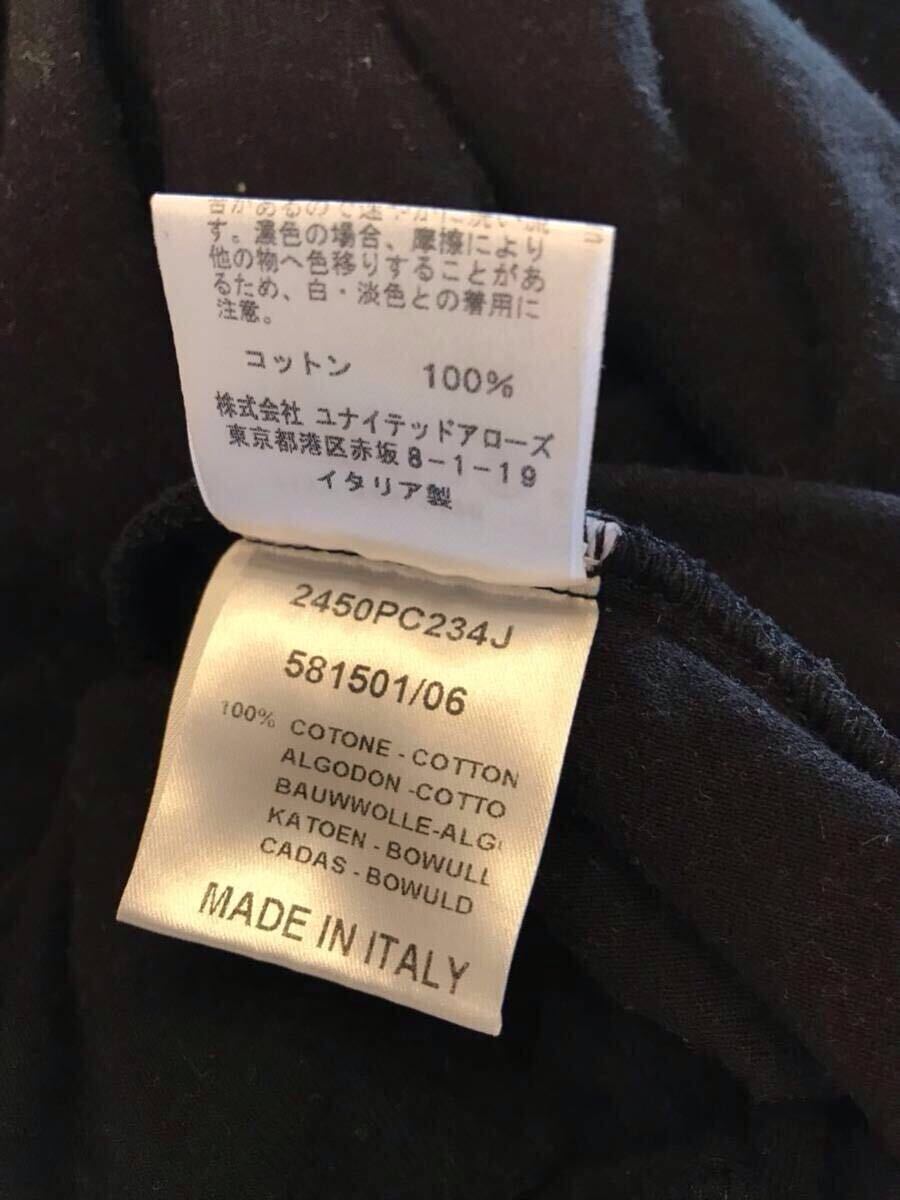 す。濃色の場合、摩擦により
他の物へ色移りすることがあ
るため、白・淡色との着用に
注意。
コットン 100%
株式会社 ユナイテッドアローズ
東京都港区赤坂8-1-19
イタリア製
2450PC234J
581501/06
100% COTONE - COTTON
ALGODON - COTTO
BAUWWOLLE-ALG
KATOEN - BOWULL
CADAS - BOWULD
MADE IN ITALY